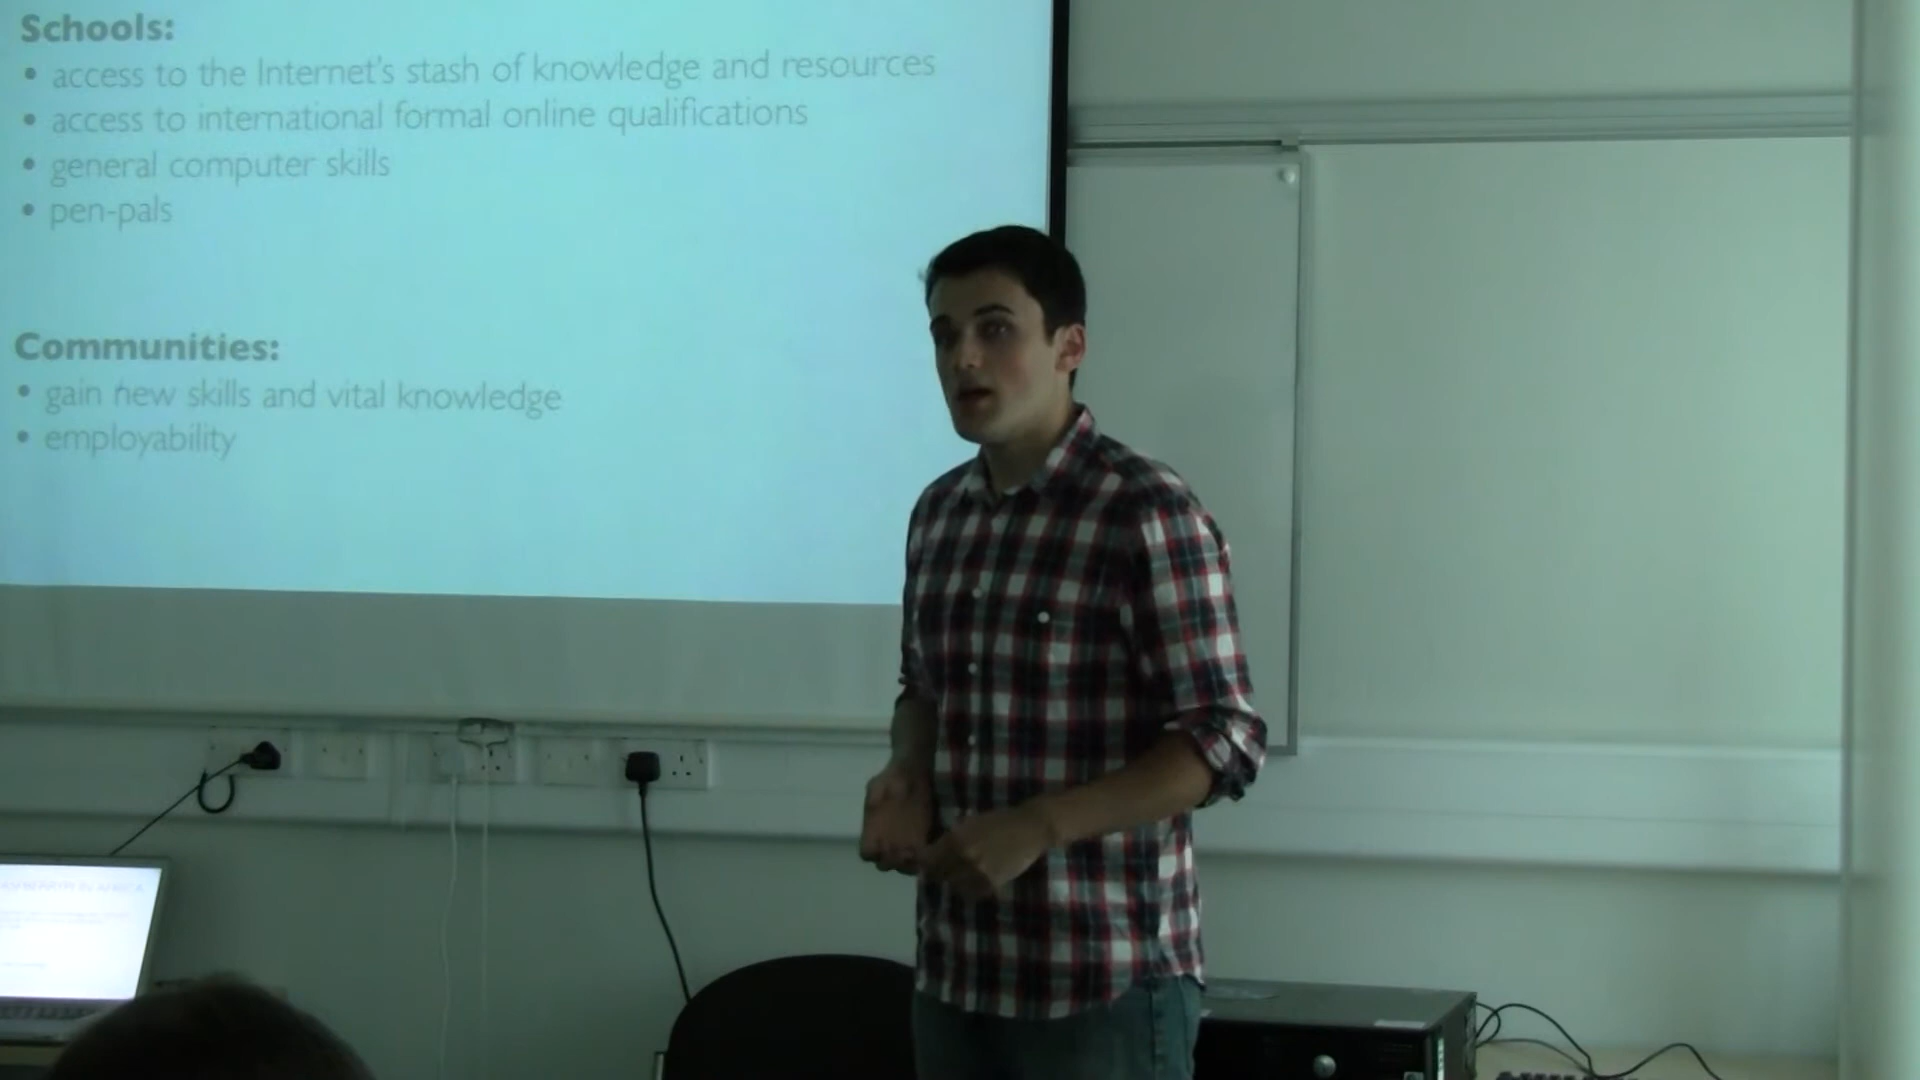 Schools:
• access to the Internet's stash of knowledge and resources
• access to international formal online qualifications
• general computer skills
• pen-pals
Communities:
• gain new skills and vital knowledge
• employability